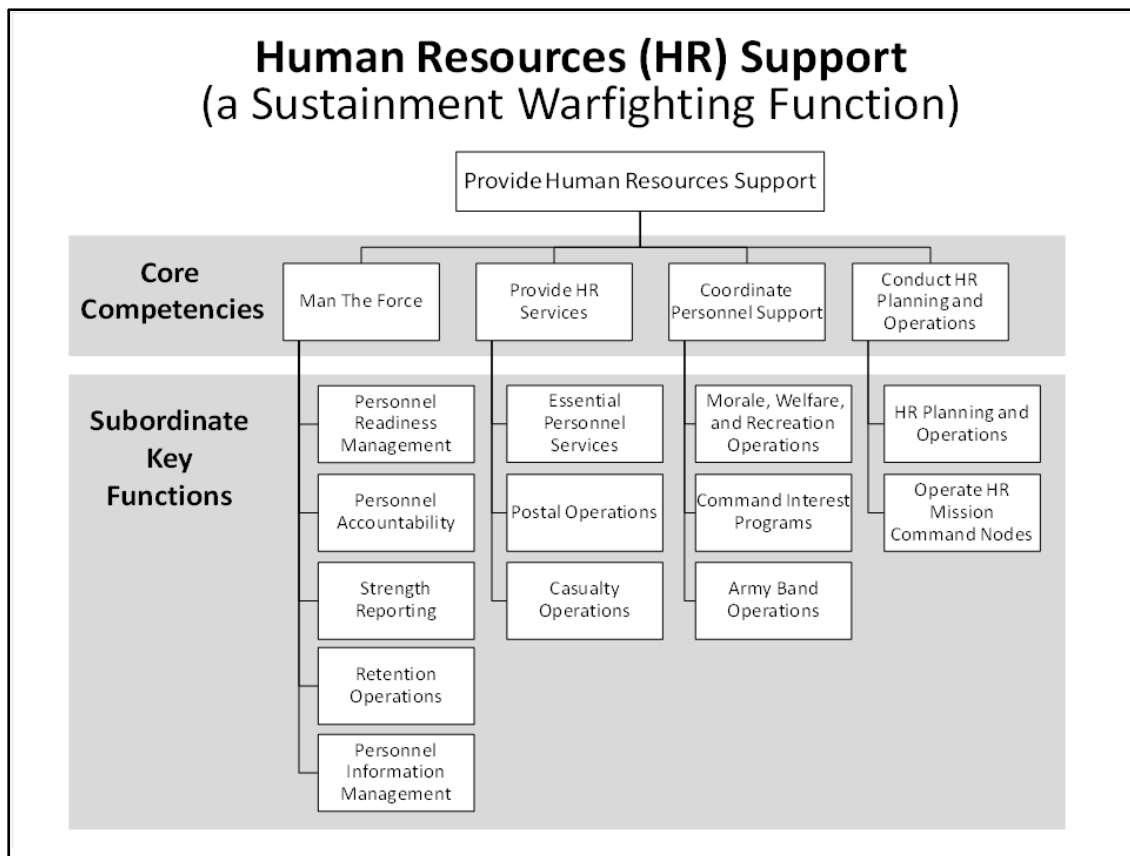 Human Resources (HR) Support
(a Sustainment Warfighting Function)
Provide Human Resources Support
Core
Competencies
Man The Force
Provide HR
Services
Coordinate
Personnel Support
Conduct HR
Planning and
Operations
Subordinate
Key
Functions
Personnel
Readiness
Management
Personnel
Accountability
Strength
Reporting
Retention
Operations
Personnel
Information
Management
Essential
Personnel
Services
Postal Operations
Casualty
Operations
Morale, Welfare,
and Recreation
Operations
Command Interest
Programs
Army Band
Operations
HR Planning and
Operations
Operate HR
Mission
Command Nodes